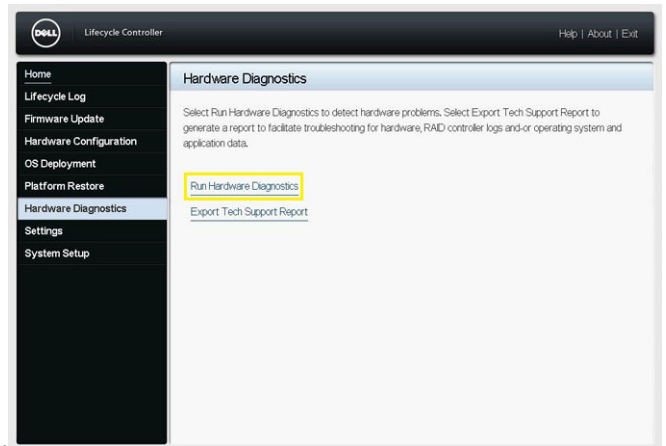 DELL
Lifecycle Controller
Help | About | Exit
Home
Lifecycle Log
Firmware Update
Hardware Configuration
OS Deployment
Platform Restore
Hardware Diagnostics
Settings
System Setup
Hardware Diagnostics
Select Run Hardware Diagnostics to detect hardware problems. Select Export Tech Support Report to
generate a report to facilitate troubleshooting for hardware, RAID controller logs and-or operating system and
application data.
Run Hardware Diagnostics
Export Tech Support Report